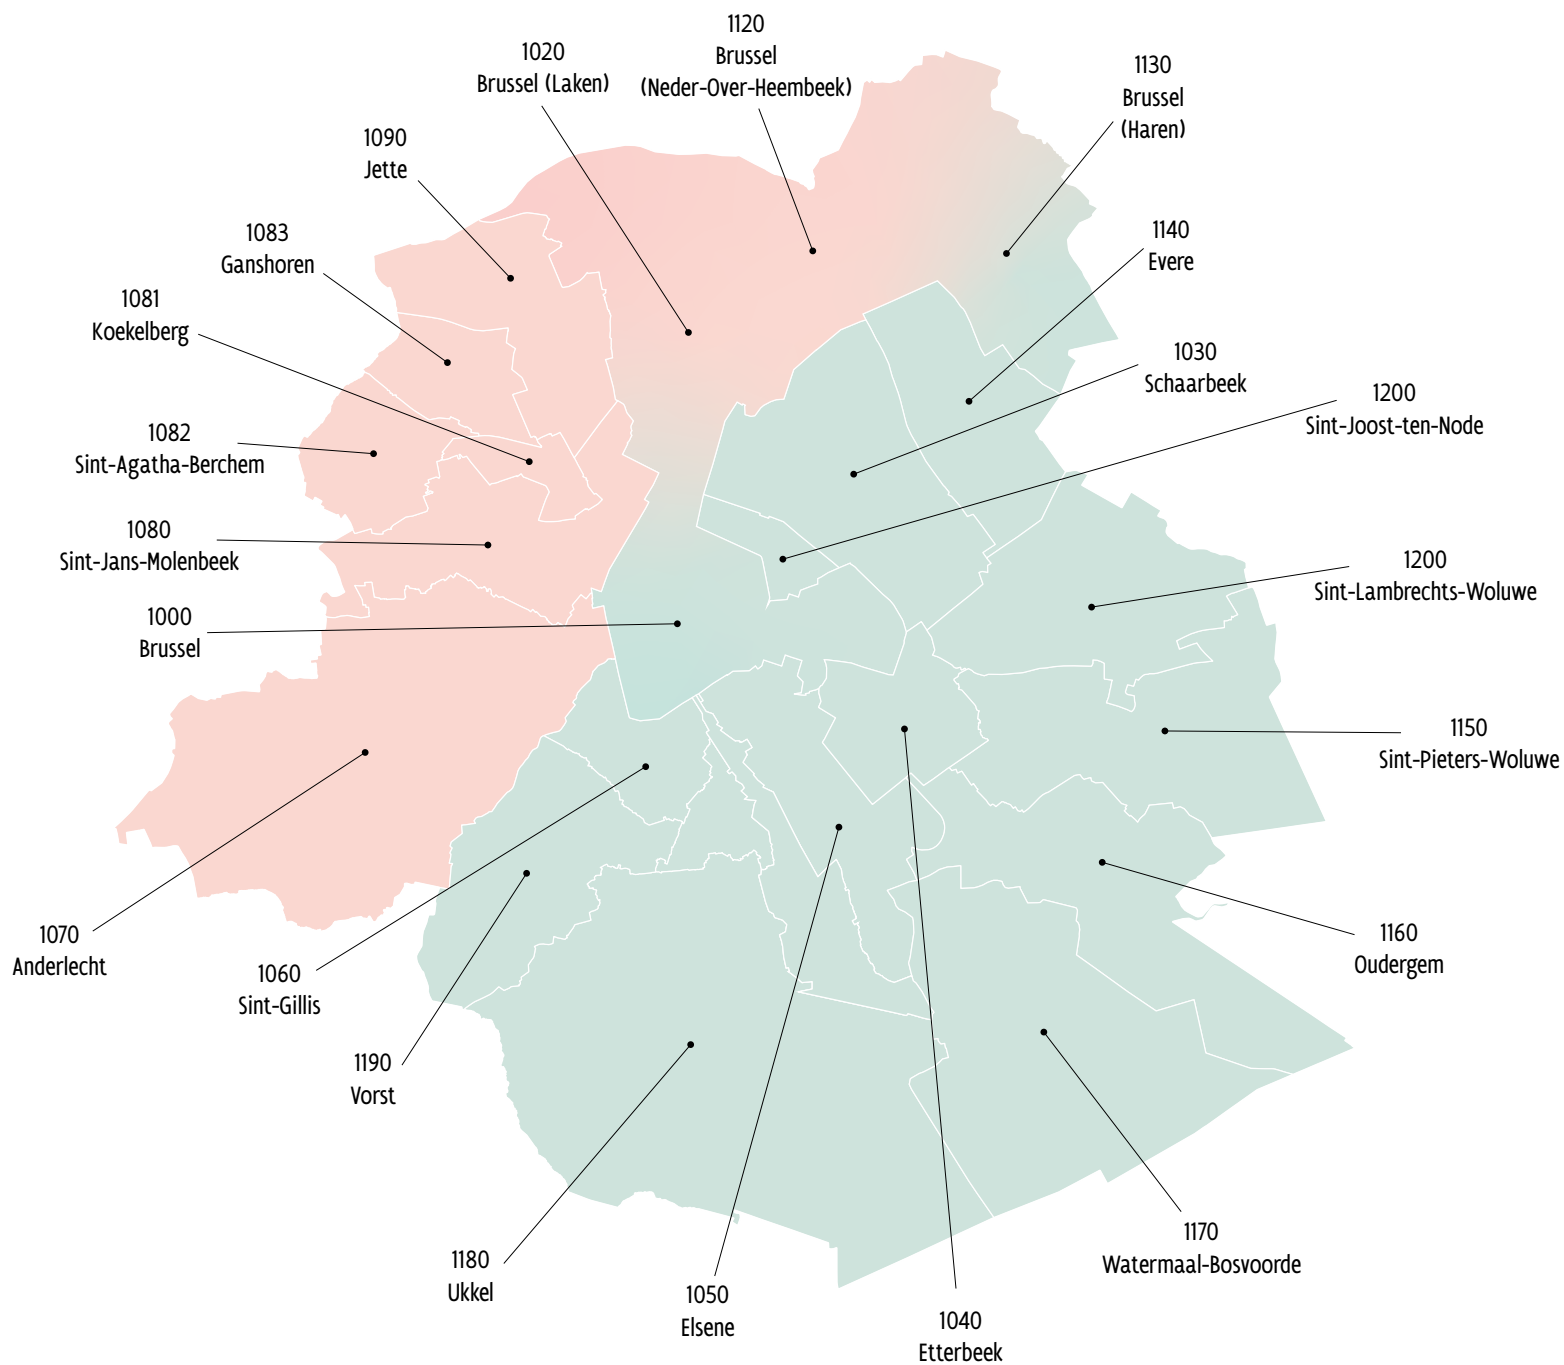 1120
Brussel
(Neder-Over-Heembeek)
1020
Brussel (Laken)
1130
Brussel
(Haren)
1090
Jette
1083
Ganshoren
1140
Evere
1081
Koekelberg
1030
Schaarbeek
1200
Sint-Joost-ten-Node
1082
Sint-Agatha-Berchem
1080
Sint-Jans-Molenbeek
1200
Sint-Lambrechts-Woluwe
1000
Brussel
1150
Sint-Pieters-Woluwe
1070
Anderlecht
1160
Oudergem
1060
Sint-Gillis
1190
Vorst
1170
Watermaal-Bosvoorde
1180
Ukkel
1050
Elsene
1040
Etterbeek